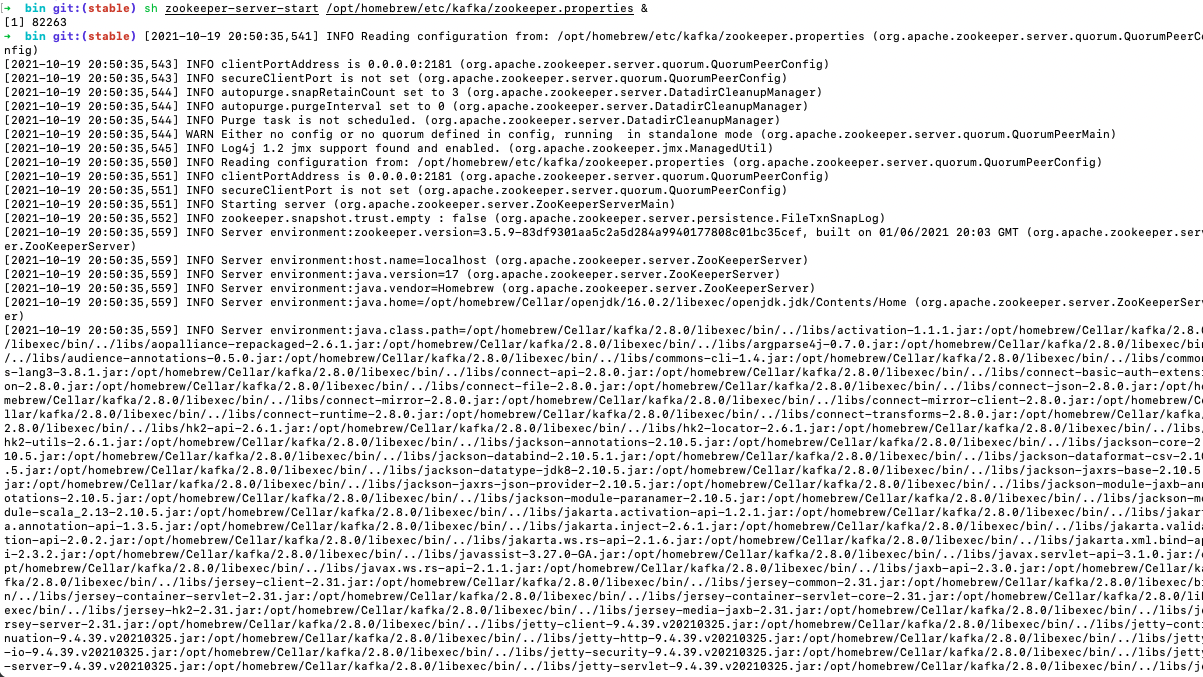 [➜  bin git:(stable) sh zookeeper-server-start /opt/homebrew/etc/kafka/zookeeper.properties &
[1] 82263
➜  bin git:(stable) [2021-10-19 20:50:35,541] INFO Reading configuration from: /opt/homebrew/etc/kafka/zookeeper.properties (org.apache.zookeeper.server.quorum.QuorumPeerCo
nfig)
[2021-10-19 20:50:35,543] INFO clientPortAddress is 0.0.0.0:2181 (org.apache.zookeeper.server.quorum.QuorumPeerConfig)
[2021-10-19 20:50:35,543] INFO secureClientPort is not set (org.apache.zookeeper.server.quorum.QuorumPeerConfig)
[2021-10-19 20:50:35,544] INFO autopurge.snapRetainCount set to 3 (org.apache.zookeeper.server.DatadirCleanupManager)
[2021-10-19 20:50:35,544] INFO autopurge.purgeInterval set to 0 (org.apache.zookeeper.server.DatadirCleanupManager)
[2021-10-19 20:50:35,544] INFO Purge task is not scheduled. (org.apache.zookeeper.server.DatadirCleanupManager)
[2021-10-19 20:50:35,544] WARN Either no config or no quorum defined in config, running  in standalone mode (org.apache.zookeeper.server.quorum.QuorumPeerMain)
[2021-10-19 20:50:35,545] INFO Log4j 1.2 jmx support found and enabled. (org.apache.zookeeper.jmx.ManagedUtil)
[2021-10-19 20:50:35,550] INFO Reading configuration from: /opt/homebrew/etc/kafka/zookeeper.properties (org.apache.zookeeper.server.quorum.QuorumPeerConfig)
[2021-10-19 20:50:35,551] INFO clientPortAddress is 0.0.0.0:2181 (org.apache.zookeeper.server.quorum.QuorumPeerConfig)
[2021-10-19 20:50:35,551] INFO secureClientPort is not set (org.apache.zookeeper.server.quorum.QuorumPeerConfig)
[2021-10-19 20:50:35,551] INFO Starting server (org.apache.zookeeper.server.ZooKeeperServerMain)
[2021-10-19 20:50:35,552] INFO zookeeper.snapshot.trust.empty : false (org.apache.zookeeper.server.persistence.FileTxnSnapLog)
[2021-10-19 20:50:35,559] INFO Server environment:zookeeper.version=3.5.9-83df9301aa5c2a5d284a9940177808c01bc35cef, built on 01/06/2021 20:03 GMT (org.apache.zookeeper.serv
er.ZooKeeperServer)
[2021-10-19 20:50:35,559] INFO Server environment:host.name=localhost (org.apache.zookeeper.server.ZooKeeperServer)
[2021-10-19 20:50:35,559] INFO Server environment:java.version=17 (org.apache.zookeeper.server.ZooKeeperServer)
[2021-10-19 20:50:35,559] INFO Server environment:java.vendor=Homebrew (org.apache.zookeeper.server.ZooKeeperServer)
[2021-10-19 20:50:35,559] INFO Server environment:java.home=/opt/homebrew/Cellar/openjdk/16.0.2/libexec/openjdk.jdk/Contents/Home (org.apache.zookeeper.server.ZooKeeperServ
er)
[2021-10-19 20:50:35,559] INFO Server environment:java.class.path=/opt/homebrew/Cellar/kafka/2.8.0/libexec/bin/../libs/activation-1.1.1.jar:/opt/homebrew/Cellar/kafka/2.8.0
/libexec/bin/../libs/aopalliance-repackaged-2.6.1.jar:/opt/homebrew/Cellar/kafka/2.8.0/libexec/bin/../libs/argparse4j-0.7.0.jar:/opt/homebrew/Cellar/kafka/2.8.0/libexec/bin
/../libs/audience-annotations-0.5.0.jar:/opt/homebrew/Cellar/kafka/2.8.0/libexec/bin/../libs/commons-cli-1.4.jar:/opt/homebrew/Cellar/kafka/2.8.0/libexec/bin/../libs/common
s-lang3-3.8.1.jar:/opt/homebrew/Cellar/kafka/2.8.0/libexec/bin/../libs/connect-api-2.8.0.jar:/opt/homebrew/Cellar/kafka/2.8.0/libexec/bin/../libs/connect-basic-auth-extensi
on-2.8.0.jar:/opt/homebrew/Cellar/kafka/2.8.0/libexec/bin/../libs/connect-file-2.8.0.jar:/opt/homebrew/Cellar/kafka/2.8.0/libexec/bin/../libs/connect-json-2.8.0.jar:/opt/ho
mebrew/Cellar/kafka/2.8.0/libexec/bin/../libs/connect-mirror-2.8.0.jar:/opt/homebrew/Cellar/kafka/2.8.0/libexec/bin/../libs/connect-mirror-client-2.8.0.jar:/opt/homebrew/Ce
llar/kafka/2.8.0/libexec/bin/../libs/connect-runtime-2.8.0.jar:/opt/homebrew/Cellar/kafka/2.8.0/libexec/bin/../libs/connect-transforms-2.8.0.jar:/opt/homebrew/Cellar/kafka/
2.8.0/libexec/bin/../libs/hk2-api-2.6.1.jar:/opt/homebrew/Cellar/kafka/2.8.0/libexec/bin/../libs/hk2-locator-2.6.1.jar:/opt/homebrew/Cellar/kafka/2.8.0/libexec/bin/../libs/
hk2-utils-2.6.1.jar:/opt/homebrew/Cellar/kafka/2.8.0/libexec/bin/../libs/jackson-annotations-2.10.5.jar:/opt/homebrew/Cellar/kafka/2.8.0/libexec/bin/../libs/jackson-core-2.
10.5.jar:/opt/homebrew/Cellar/kafka/2.8.0/libexec/bin/../libs/jackson-databind-2.10.5.1.jar:/opt/homebrew/Cellar/kafka/2.8.0/libexec/bin/../libs/jackson-dataformat-csv-2.10
.5.jar:/opt/homebrew/Cellar/kafka/2.8.0/libexec/bin/../libs/jackson-datatype-jdk8-2.10.5.jar:/opt/homebrew/Cellar/kafka/2.8.0/libexec/bin/../libs/jackson-jaxrs-base-2.10.5.
jar:/opt/homebrew/Cellar/kafka/2.8.0/libexec/bin/../libs/jackson-jaxrs-json-provider-2.10.5.jar:/opt/homebrew/Cellar/kafka/2.8.0/libexec/bin/../libs/jackson-module-jaxb-ann
otations-2.10.5.jar:/opt/homebrew/Cellar/kafka/2.8.0/libexec/bin/../libs/jackson-module-paranamer-2.10.5.jar:/opt/homebrew/Cellar/kafka/2.8.0/libexec/bin/../libs/jackson-mo
dule-scala_2.13-2.10.5.jar:/opt/homebrew/Cellar/kafka/2.8.0/libexec/bin/../libs/jakarta.activation-api-1.2.1.jar:/opt/homebrew/Cellar/kafka/2.8.0/libexec/bin/../libs/jakart
a.annotation-api-1.3.5.jar:/opt/homebrew/Cellar/kafka/2.8.0/libexec/bin/../libs/jakarta.inject-2.6.1.jar:/opt/homebrew/Cellar/kafka/2.8.0/libexec/bin/../libs/jakarta.valida
tion-api-2.0.2.jar:/opt/homebrew/Cellar/kafka/2.8.0/libexec/bin/../libs/jakarta.ws.rs-api-2.1.6.jar:/opt/homebrew/Cellar/kafka/2.8.0/libexec/bin/../libs/jakarta.xml.bind-ap
i-2.3.2.jar:/opt/homebrew/Cellar/kafka/2.8.0/libexec/bin/../libs/javassist-3.27.0-GA.jar:/opt/homebrew/Cellar/kafka/2.8.0/libexec/bin/../libs/javax.servlet-api-3.1.0.jar:/o
pt/homebrew/Cellar/kafka/2.8.0/libexec/bin/../libs/javax.ws.rs-api-2.1.1.jar:/opt/homebrew/Cellar/kafka/2.8.0/libexec/bin/../libs/jaxb-api-2.3.0.jar:/opt/homebrew/Cellar/ka
fka/2.8.0/libexec/bin/../libs/jersey-client-2.31.jar:/opt/homebrew/Cellar/kafka/2.8.0/libexec/bin/../libs/jersey-common-2.31.jar:/opt/homebrew/Cellar/kafka/2.8.0/libexec/bi
n/../libs/jersey-container-servlet-2.31.jar:/opt/homebrew/Cellar/kafka/2.8.0/libexec/bin/../libs/jersey-container-servlet-core-2.31.jar:/opt/homebrew/Cellar/kafka/2.8.0/lib
exec/bin/../libs/jersey-hk2-2.31.jar:/opt/homebrew/Cellar/kafka/2.8.0/libexec/bin/../libs/jersey-media-jaxb-2.31.jar:/opt/homebrew/Cellar/kafka/2.8.0/libexec/bin/../libs/je
rsey-server-2.31.jar:/opt/homebrew/Cellar/kafka/2.8.0/libexec/bin/../libs/jetty-client-9.4.39.v20210325.jar:/opt/homebrew/Cellar/kafka/2.8.0/libexec/bin/../libs/jetty-conti
nuation-9.4.39.v20210325.jar:/opt/homebrew/Cellar/kafka/2.8.0/libexec/bin/../libs/jetty-http-9.4.39.v20210325.jar:/opt/homebrew/Cellar/kafka/2.8.0/libexec/bin/../libs/jetty
-io-9.4.39.v20210325.jar:/opt/homebrew/Cellar/kafka/2.8.0/libexec/bin/../libs/jetty-security-9.4.39.v20210325.jar:/opt/homebrew/Cellar/kafka/2.8.0/libexec/bin/../libs/jetty
-server-9.4.39.v20210325.jar:/opt/homebrew/Cellar/kafka/2.8.0/libexec/bin/../libs/jetty-servlet-9.4.39.v20210325.jar:/opt/homebrew/Cellar/kafka/2.8.0/libexec/bin/../libs/je